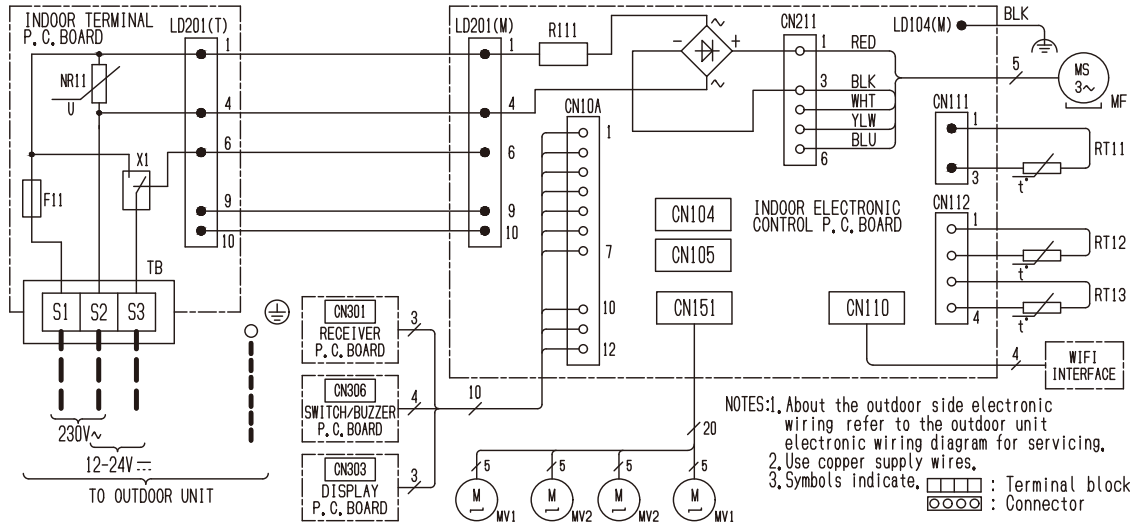 INDOOR TERMINAL
P.C.BOARD
LD201(T)
1
4
6
9
10
NR11
U
X1
F11
TB
S1 S2 S3
230V~
12-24V⎓
TO OUTDOOR UNIT
LD201(M)
1
4
6
9
10
R111
~
- +
~
CN10A
1
7
10
12
CN211
1
3
6
RED
BLK
WHT
YLW
BLU
LD104(M)
BLK
5
MS
3~
MF
CN111
1
3
RT11
t°
CN112
1
4
RT12
t°
RT13
t°
CN104
CN105
CN151
CN110
INDOOR ELECTRONIC
CONTROL P.C.BOARD
4
WIFI
INTERFACE
CN301
RECEIVER
P.C.BOARD
3
CN306
SWITCH/BUZZER
P.C.BOARD
4
10
CN303
DISPLAY
P.C.BOARD
3
20
5 5 5 5
M M M M
MV1 MV2 MV2 MV1
NOTES:1.About the outdoor side electronic
wiring refer to the outdoor unit
electronic wiring diagram for servicing.
2.Use copper supply wires.
3.Symbols indicate. : Terminal block
: Connector